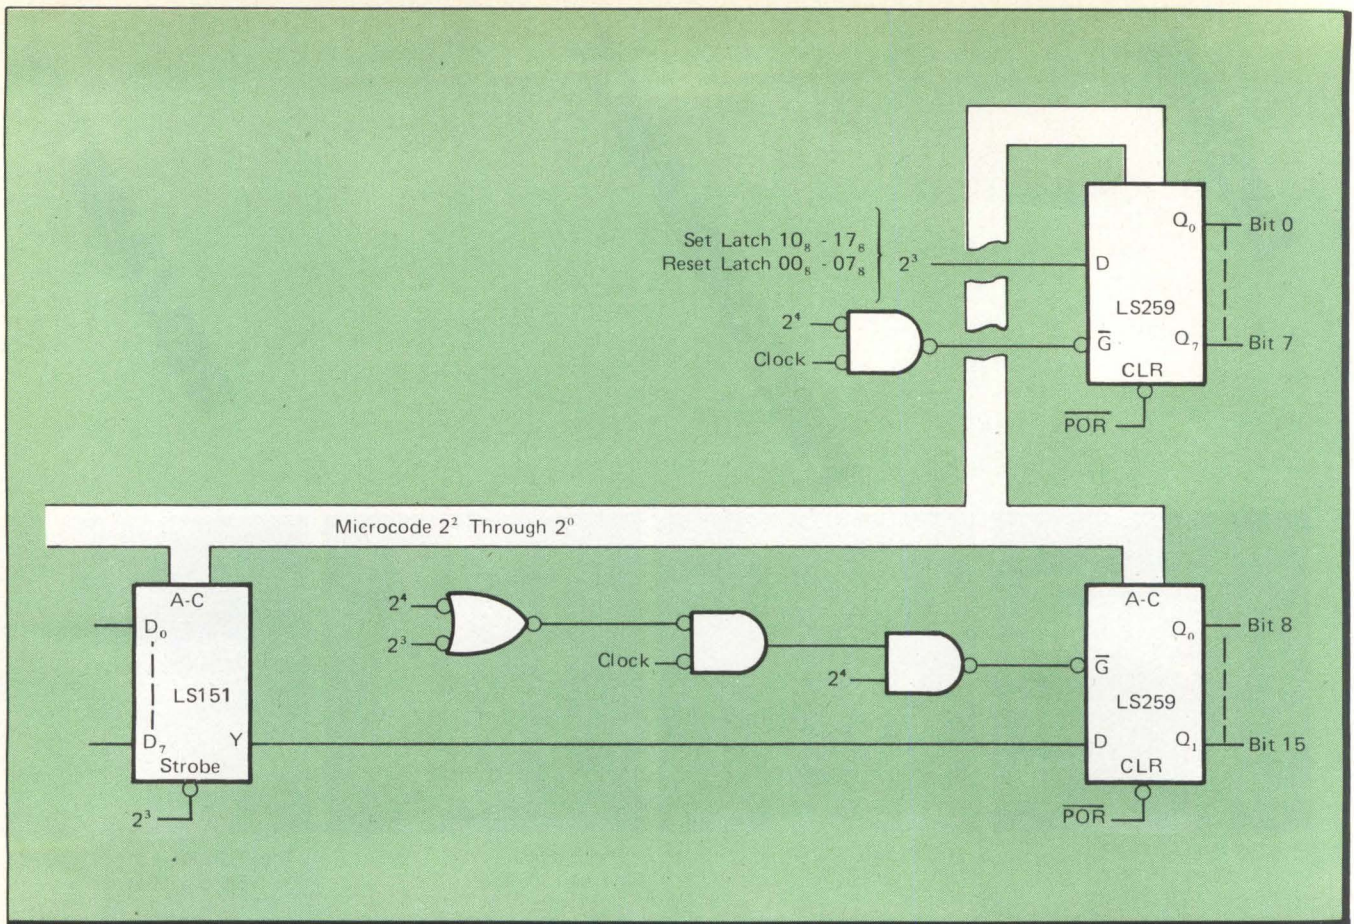 Q₀ Bit 0
Set Latch 10₈ - 17₈
Reset Latch 00₈ - 07₈
2³
D
LS259
2⁴
Clock
G̅
Q₇ Bit 7
CLR
P̅O̅R̅
Microcode 2² Through 2⁰
A-C
D₀
LS151
D₇
Y
Strobe
2³
2⁴
2³
Clock
2⁴
A-C
Q₀ Bit 8
G̅
LS259
D
Q₁ Bit 15
CLR
P̅O̅R̅